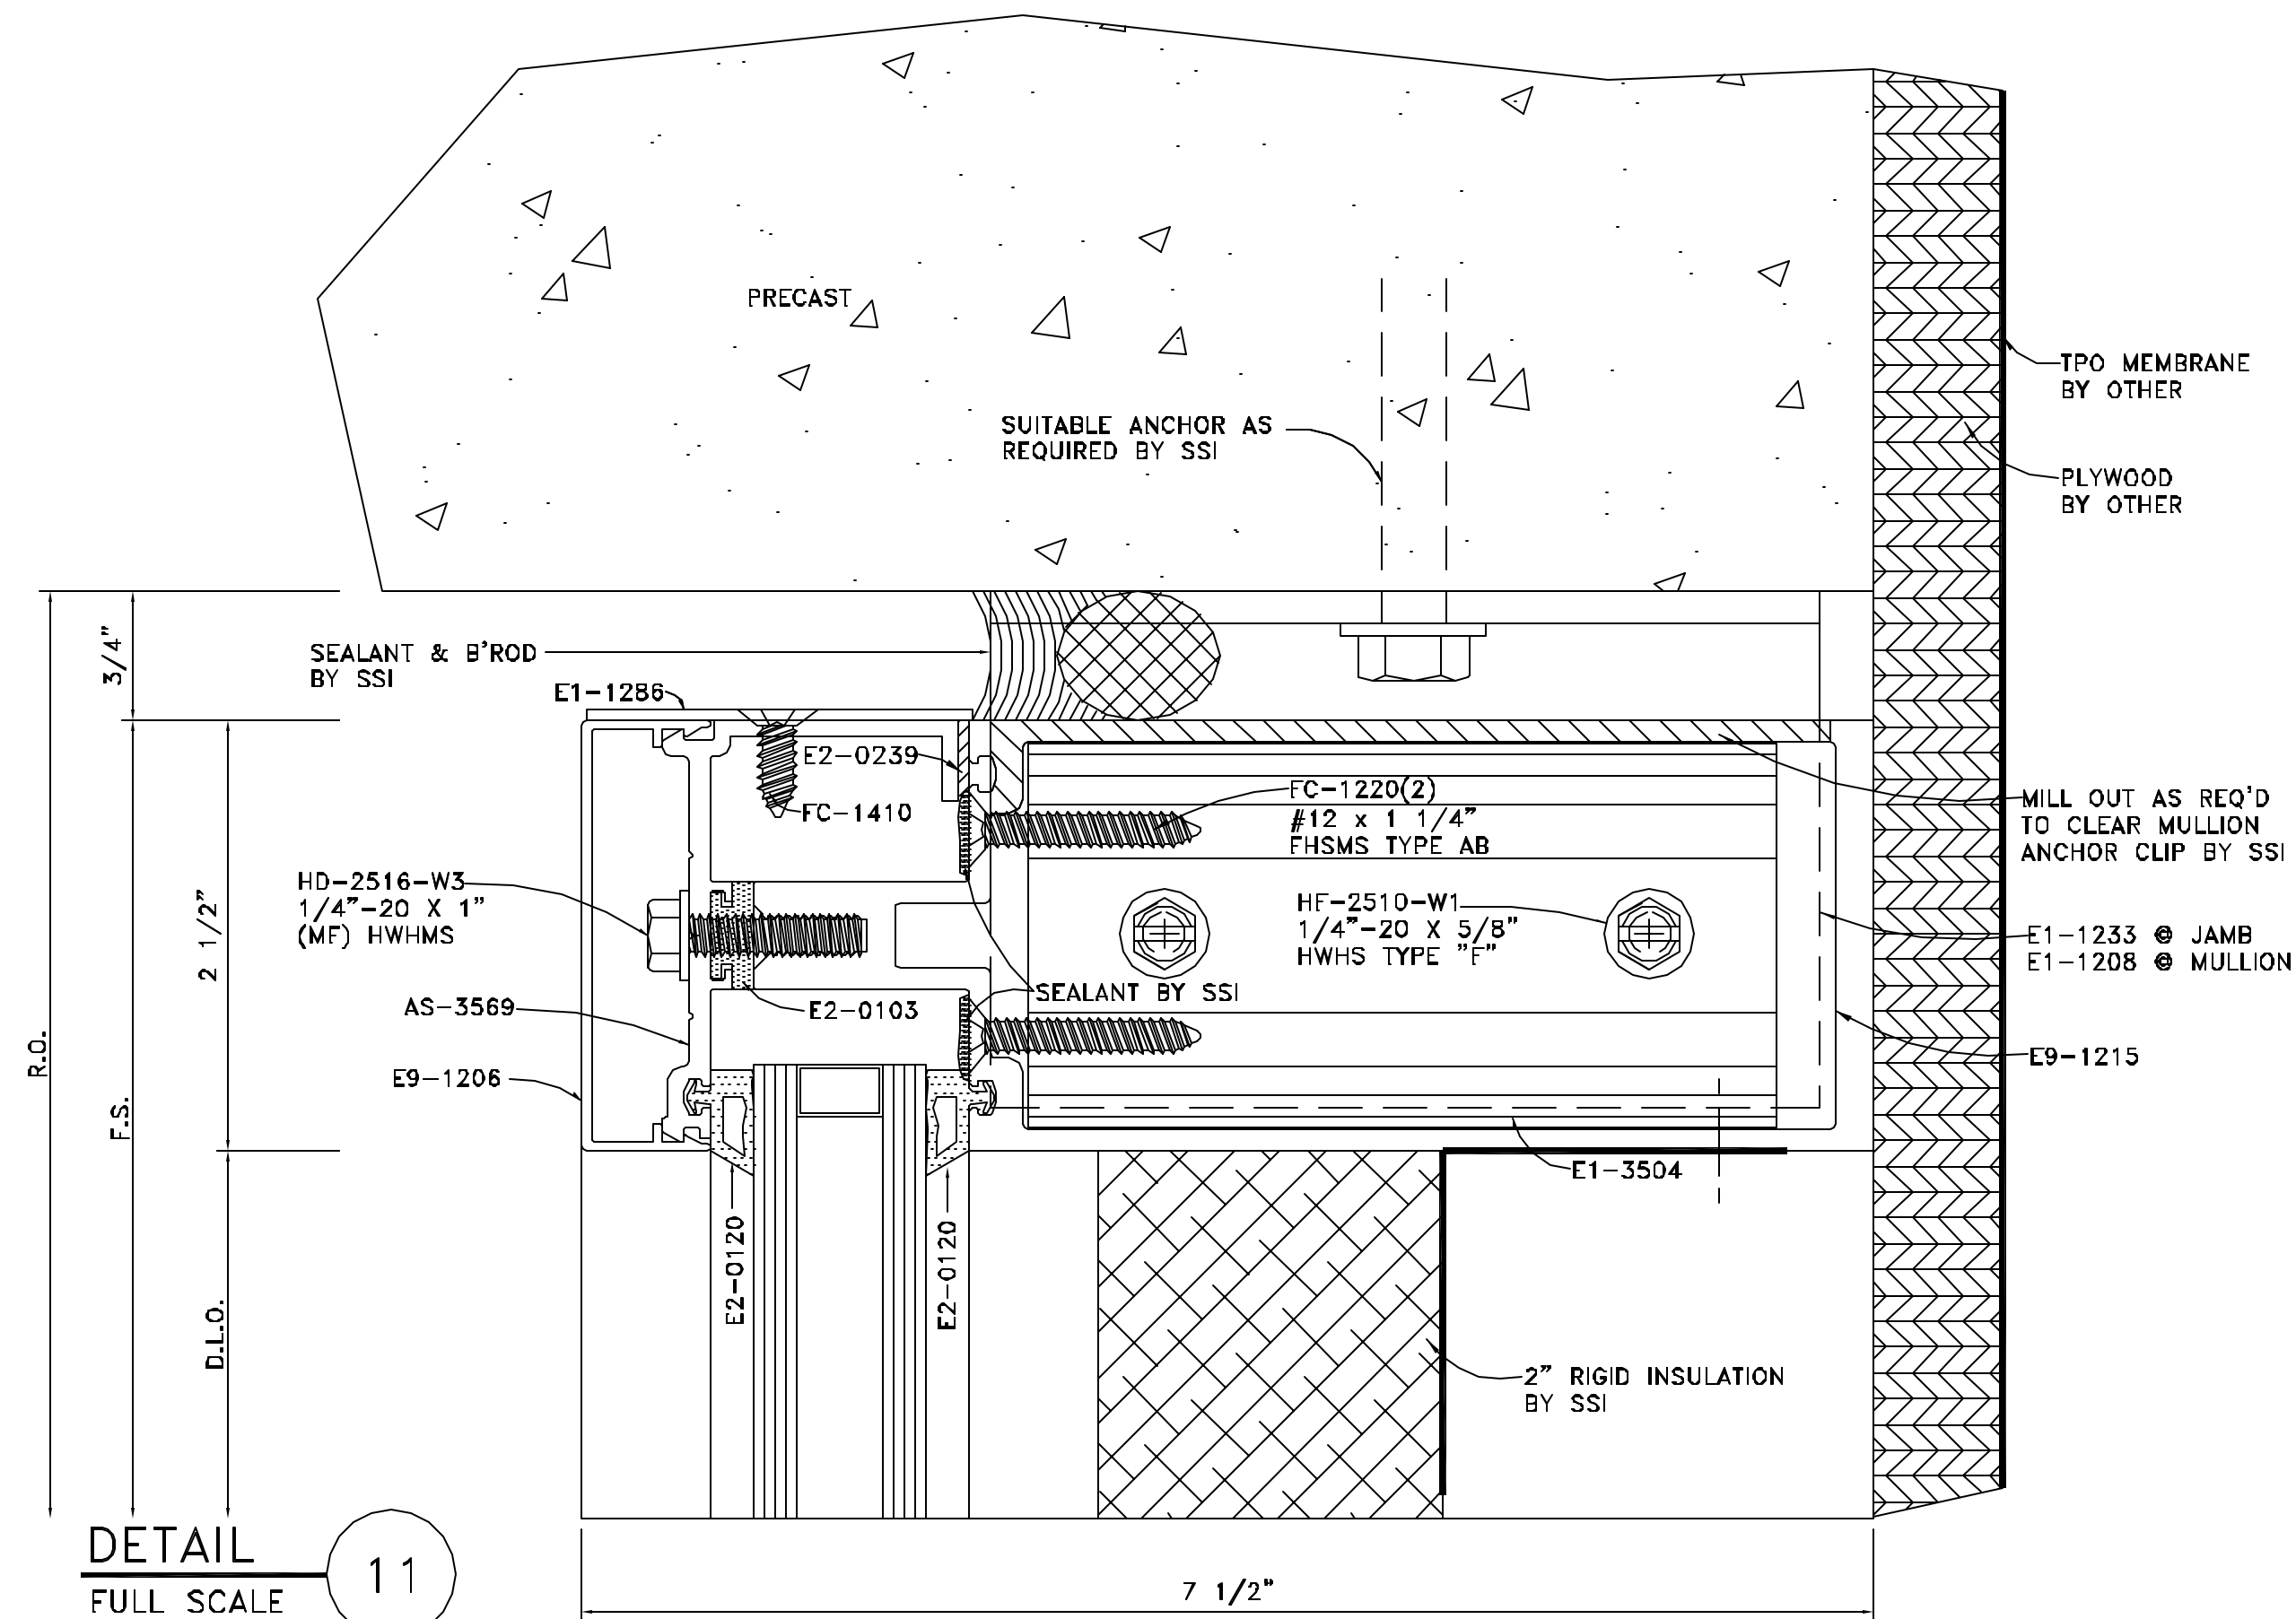 PRECAST
TPO MEMBRANE
BY OTHER
SUITABLE ANCHOR AS
REQUIRED BY SSI
PLYWOOD
BY OTHER
3/4"
SEALANT & B'ROD
BY SSI
E1-1286
E2-0239
FC-1410
FC-1220(2)
#12 x 1 1/4"
FHSMS TYPE AB
MILL OUT AS REQ'D
TO CLEAR MULLION
ANCHOR CLIP BY SSI
HD-2516-W3
1/4"-20 X 1"
(MF) HWHMS
2 1/2"
HF-2510-W1
1/4"-20 X 5/8"
HWHS TYPE "F"
E1-1233 @ JAMB
E1-1208 @ MULLION
SEALANT BY SSI
AS-3569
E2-0103
R.O.
E9-1215
E9-1206
F.S.
E1-3504
E2-0120
E2-0120
D.L.O.
2" RIGID INSULATION
BY SSI
DETAIL
11
FULL SCALE
7 1/2"